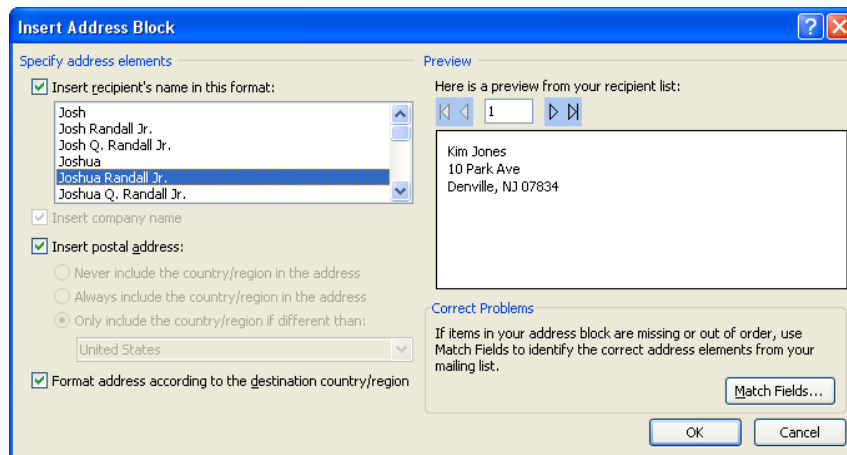 Insert Address Block
Specify address elements
Insert recipient's name in this format:
Josh
Josh Randall Jr.
Josh Q. Randall Jr.
Joshua
Joshua Randall Jr.
Joshua Q. Randall Jr.
Insert company name
Insert postal address:
Never include the country/region in the address
Always include the country/region in the address
Only include the country/region if different than:
United States
Format address according to the destination country/region
Preview
Here is a preview from your recipient list:
1
Kim Jones
10 Park Ave
Denville, NJ 07834
Correct Problems
If items in your address block are missing or out of order, use
Match Fields to identify the correct address elements from your
mailing list.
Match Fields...
OK
Cancel